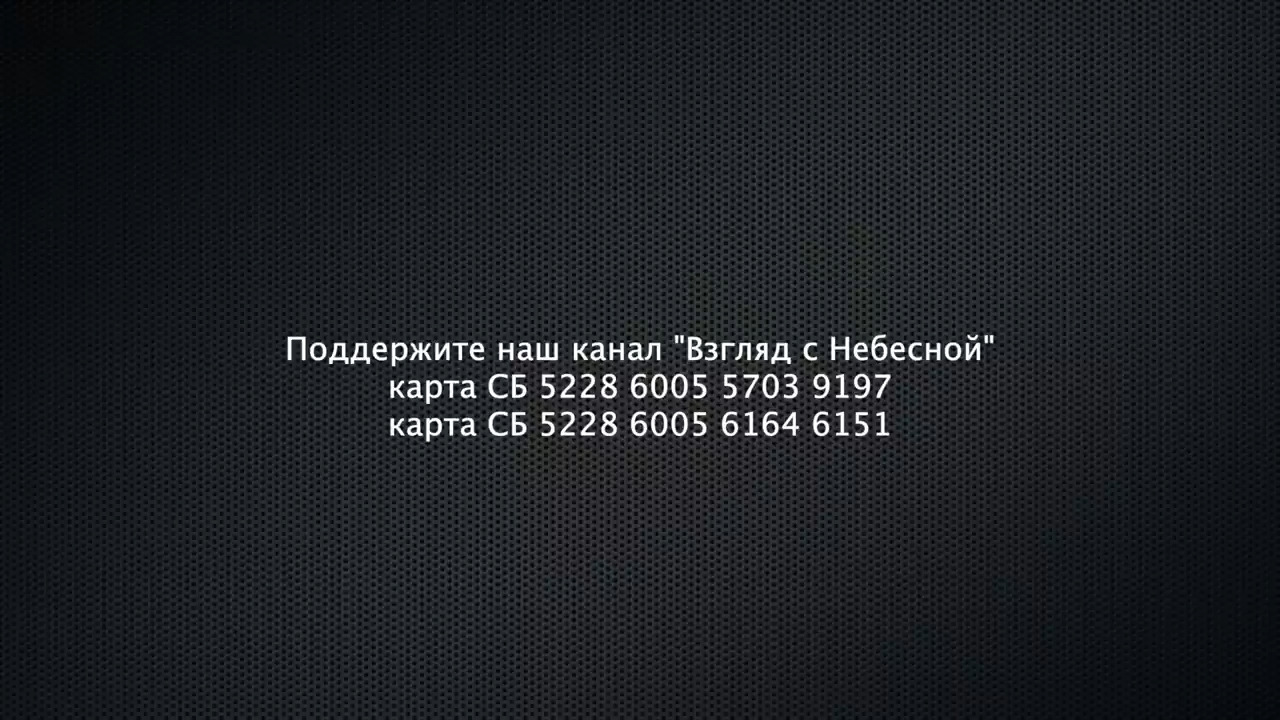 Поддержите наш канал "Взгляд с Небесной"
карта СБ 5228 6005 5703 9197
карта СБ 5228 6005 6164 6151